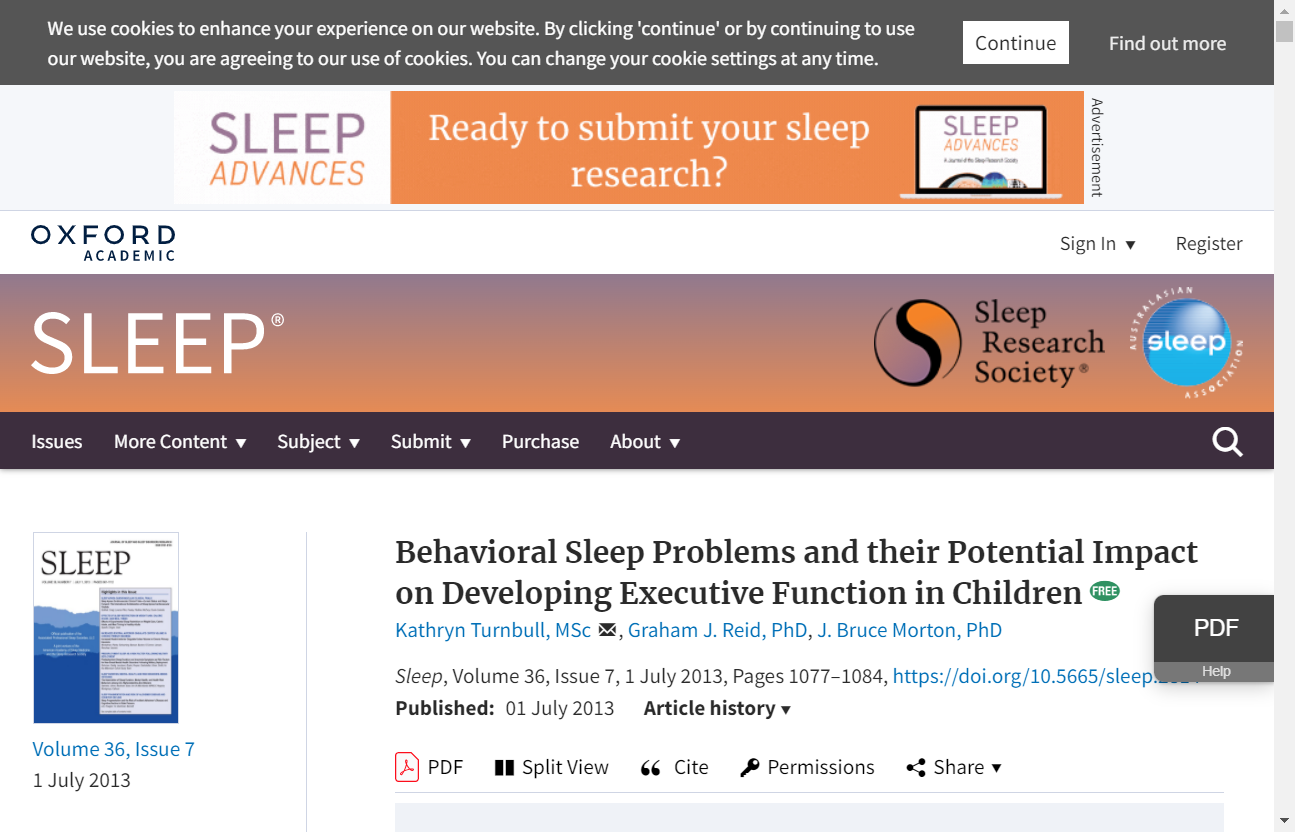 We use cookies to enhance your experience on our website. By clicking 'continue' or by continuing to use
our website, you are agreeing to our use of cookies. You can change your cookie settings at any time.
Continue
Find out more
SLEEP
ADVANCES
Ready to submit your sleep
research?
SLEEP
ADVANCES
Advertisement
OXFORD
ACADEMIC
Sign In ▼
Register
SLEEP®
Sleep
Research
Society®
AUSTRALASIAN
sleep
ASSOCIATION
Issues
More Content ▼
Subject ▼
Submit ▼
Purchase
About ▼
SLEEP
Highlights in this Issue:
Volume 36, Issue 7
1 July 2013
Behavioral Sleep Problems and their Potential Impact
on Developing Executive Function in Children FREE
Kathryn Turnbull, MSc ✉, Graham J. Reid, PhD, J. Bruce Morton, PhD
Sleep, Volume 36, Issue 7, 1 July 2013, Pages 1077–1084, https://doi.org/10.5665/sleep.
Published: 01 July 2013 Article history ▼
PDF
Split View
Cite
Permissions
Share ▼
PDF
Help